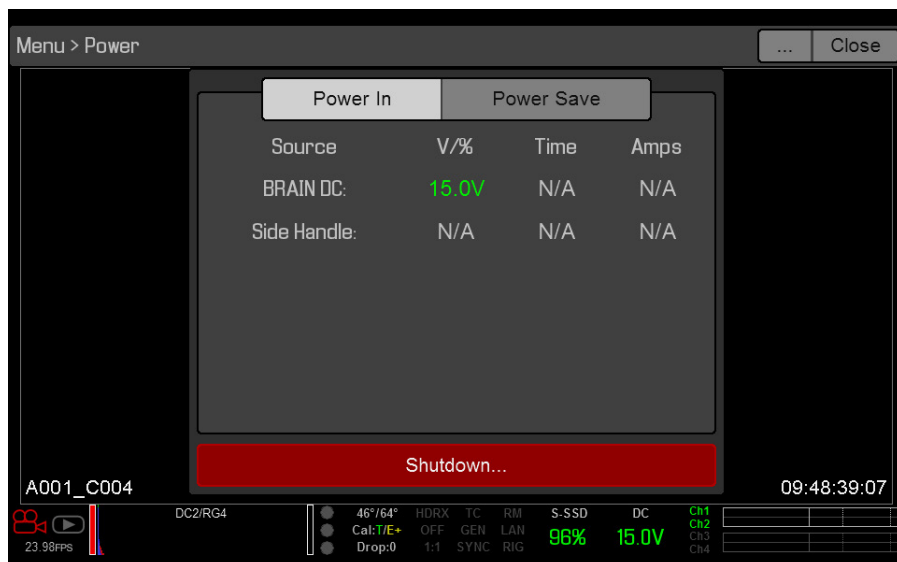 Menu > Power
... Close
Power In Power Save
Source V/% Time Amps
BRAIN DC: 15.0V N/A N/A
Side Handle: N/A N/A N/A
Shutdown...
A001_C004 09:48:39:07
DC2/RG4 46°/64° HDRX TC RM S-SSD DC Ch1
Cal:T/E+ OFF GEN LAN 96% 15.0V Ch2
23.98FPS Drop:0 1:1 SYNC RIG Ch3
Ch4